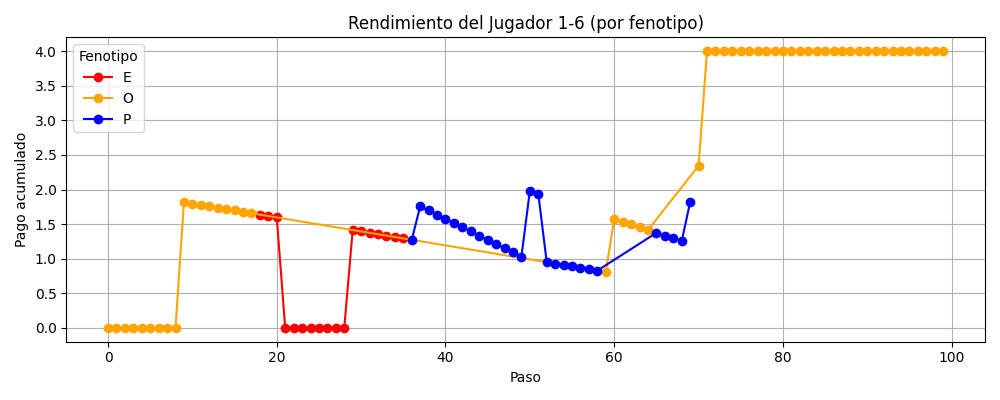 Rendimiento del Jugador 1-6 (por fenotipo)
Fenotipo
E
O
P
Pago acumulado
4.0
3.5
3.0
2.5
2.0
1.5
1.0
0.5
0.0
0 20 40 60 80 100
Paso